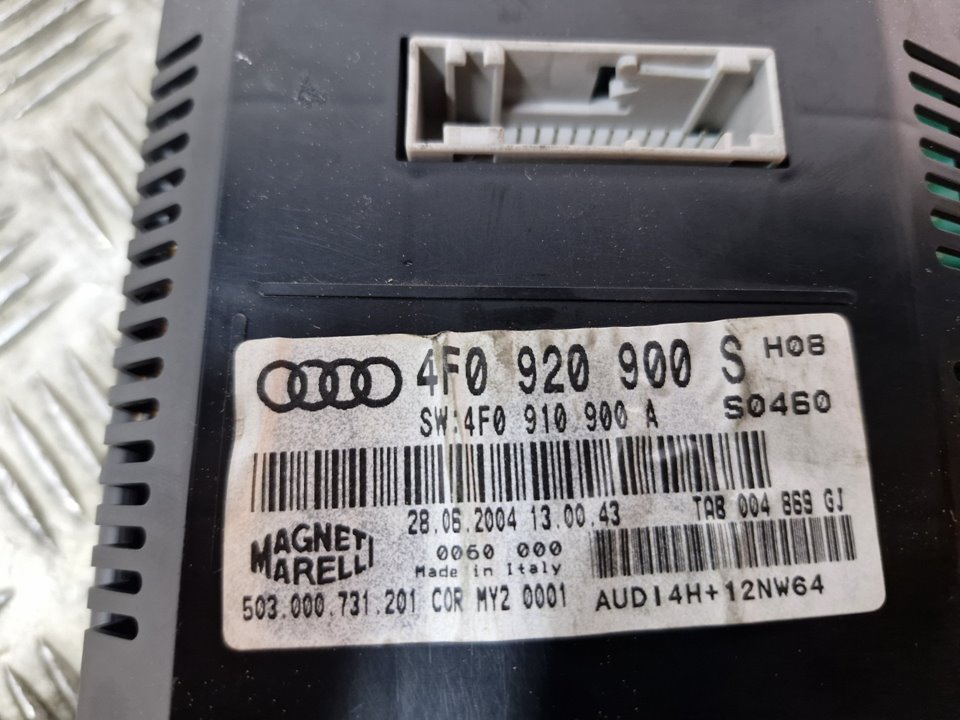 4F0 920 900 S H08
SW:4F0 910 900 A S0460
28.06.2004 13.00.43 TAB 004 869 GJ
MAGNETI MARELLI
0060 000
Made in Italy
503.000.731.201 COR MY2 0001 AUDI4H+12NW64